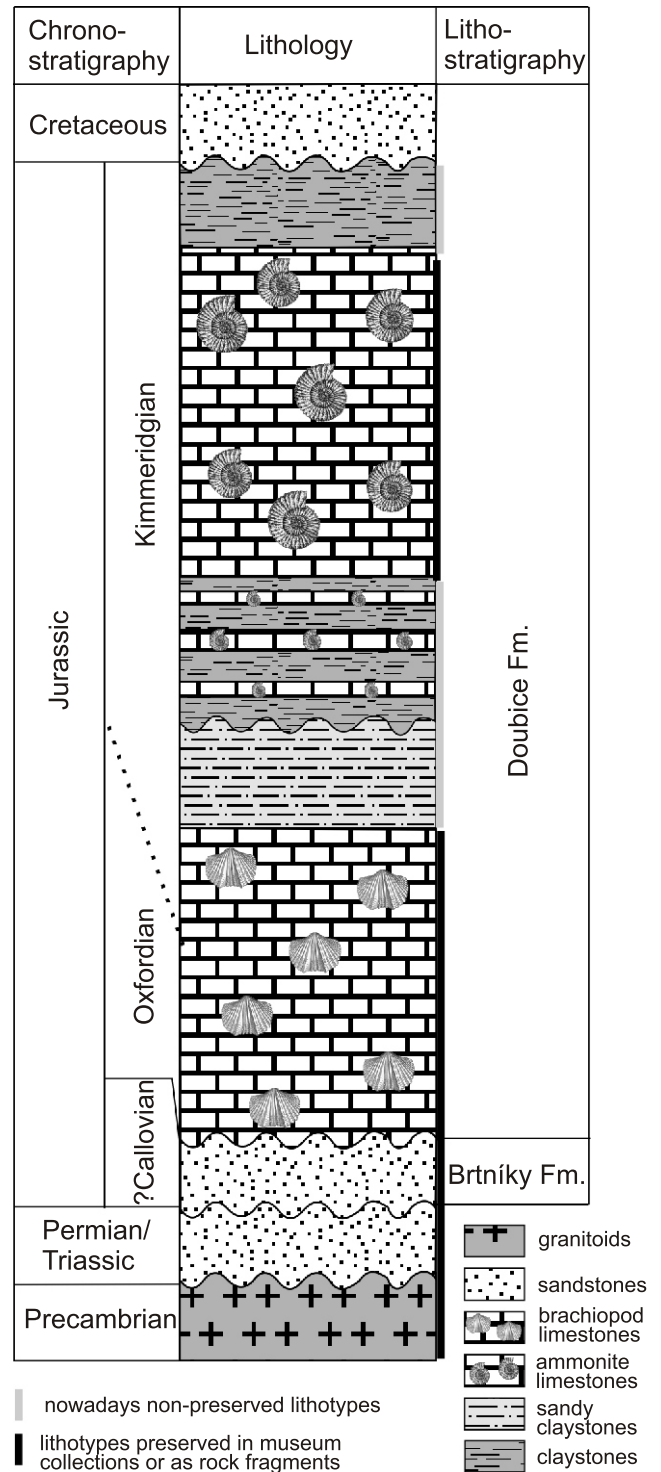 Chrono-
stratigraphy
Lithology
Litho-
stratigraphy
Cretaceous
Jurassic
Kimmeridgian
Oxfordian
?Callovian
Doubice Fm.
Brtníky Fm.
Permian/
Triassic
Precambrian
granitoids
sandstones
brachiopod
limestones
ammonite
limestones
sandy
claystones
claystones
nowadays non-preserved lithotypes
lithotypes preserved in museum
collections or as rock fragments